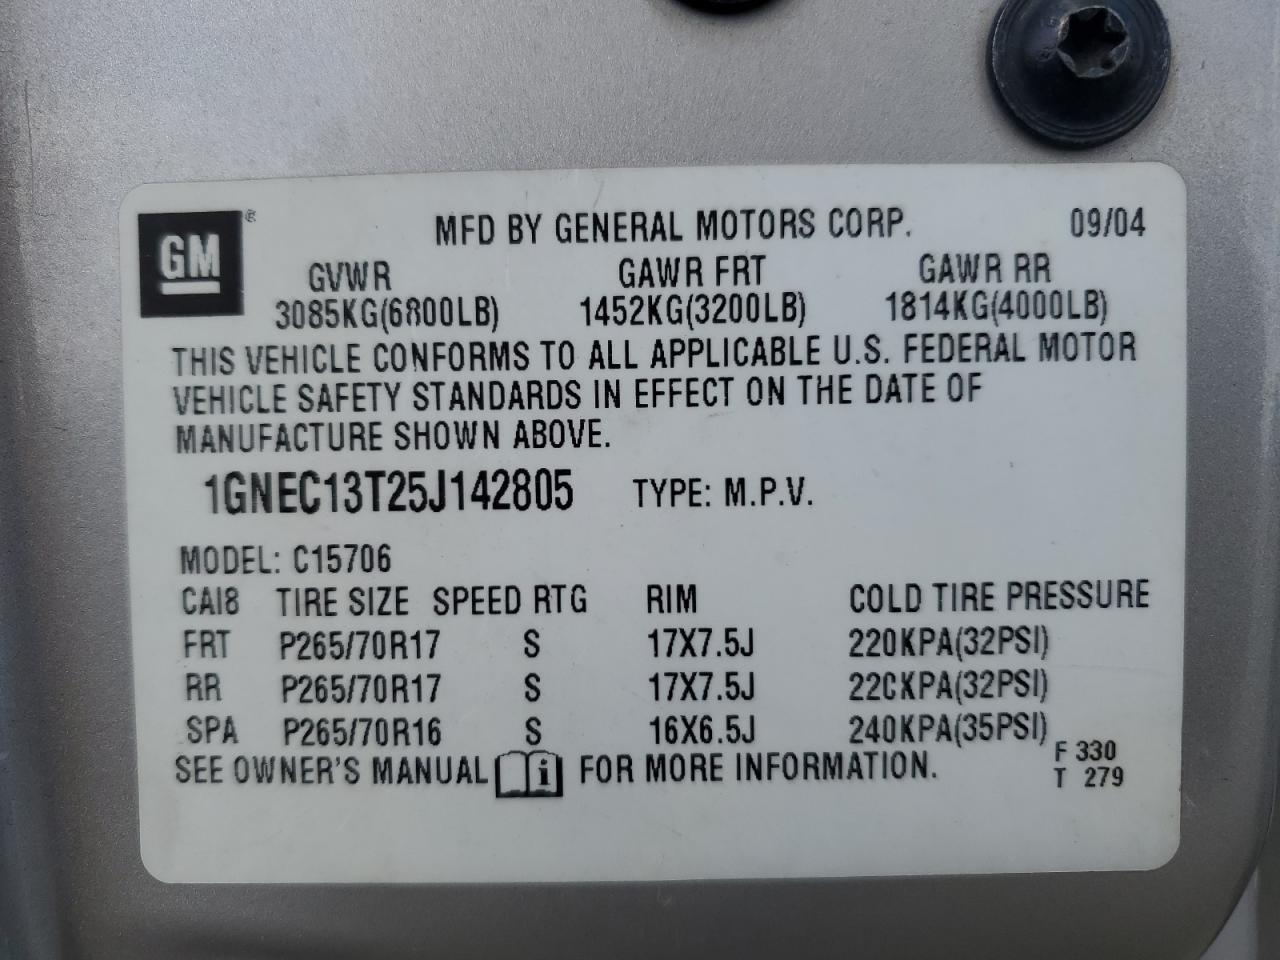 GM ®
MFD BY GENERAL MOTORS CORP. 09/04
GVWR GAWR FRT GAWR RR
3085KG(6800LB) 1452KG(3200LB) 1814KG(4000LB)
THIS VEHICLE CONFORMS TO ALL APPLICABLE U.S. FEDERAL MOTOR
VEHICLE SAFETY STANDARDS IN EFFECT ON THE DATE OF
MANUFACTURE SHOWN ABOVE.
1GNEC13T25J142805 TYPE: M.P.V.
MODEL: C15706
CAI8 TIRE SIZE SPEED RTG RIM COLD TIRE PRESSURE
FRT P265/70R17 S 17X7.5J 220KPA(32PSI)
RR P265/70R17 S 17X7.5J 22CKPA(32PSI)
SPA P265/70R16 S 16X6.5J 240KPA(35PSI)
SEE OWNER'S MANUAL i FOR MORE INFORMATION.
F 330
T 279